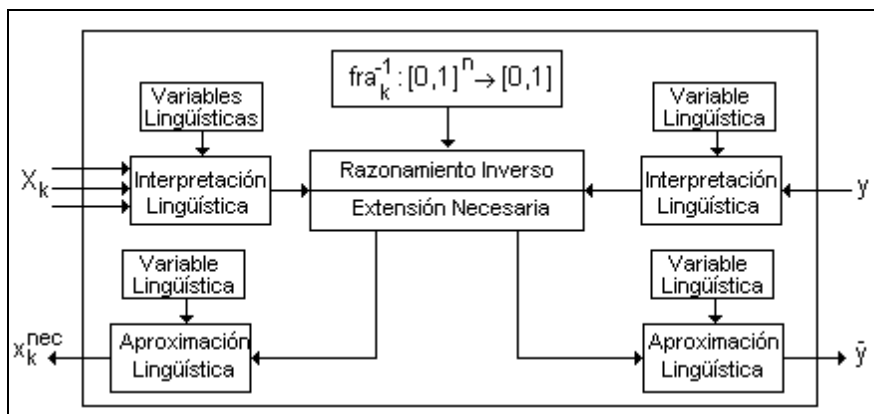 fra_k^-1 : [0,1]^n → [0,1]
Variables
Lingüísticas
Variable
Lingüística
X_k
Interpretación
Lingüística
Razonamiento Inverso
Extensión Necesaria
Interpretación
Lingüística
y
Variable
Lingüística
Variable
Lingüística
x_k^nec
Aproximación
Lingüística
Aproximación
Lingüística
ȳ